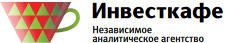 Инвесткафе
Независимое
аналитическое агентство